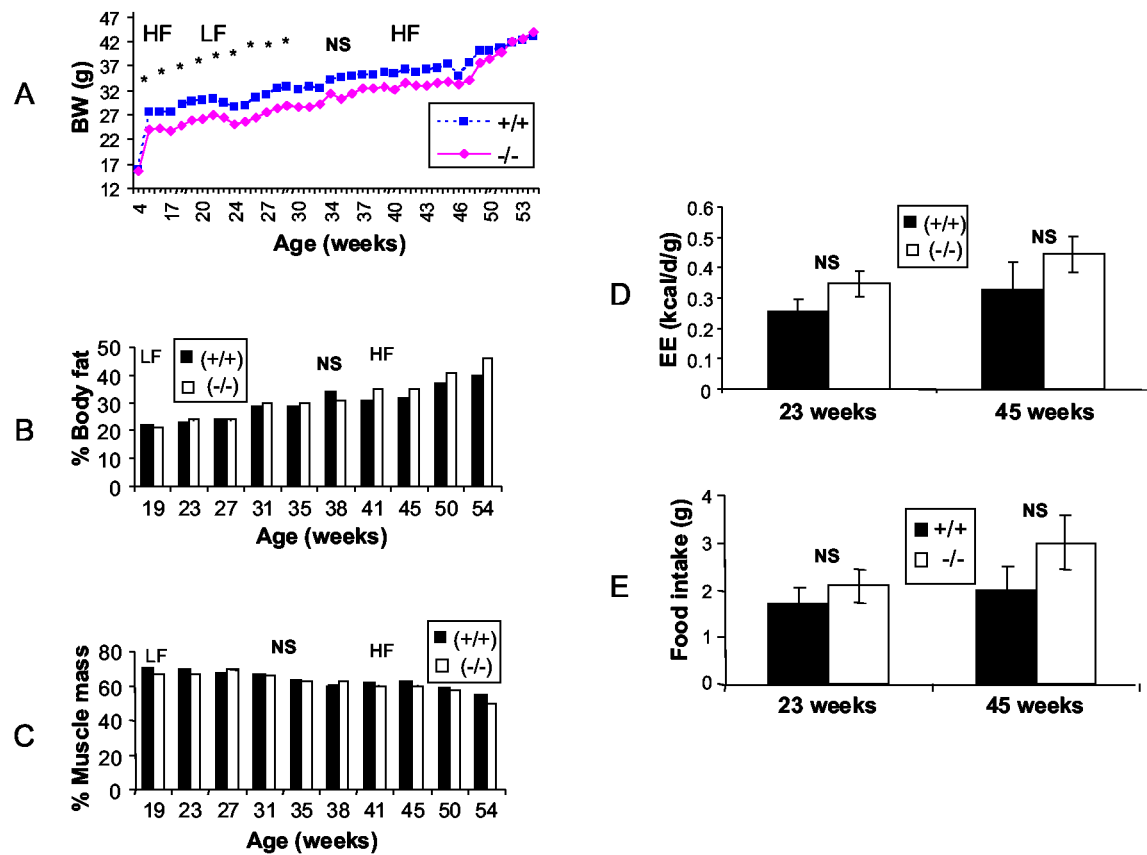 A
BW (g)
47
42
37
32
27
22
17
12
HF
LF
NS
HF
* * * * * * * * *
+/+
-/-
4
17
20
24
27
30
34
37
40
43
46
50
53
Age (weeks)
B
% Body fat
50
40
30
20
10
0
LF
(+/+)
(-/-)
NS
HF
19 23 27 31 35 38 41 45 50 54
Age (weeks)
C
% Muscle mass
80
60
40
20
0
LF
NS
HF
(+/+)
(-/-)
19 23 27 31 35 38 41 45 50 54
Age (weeks)
D
EE (kcal/d/g)
0.6
0.5
0.4
0.3
0.2
0.1
0
(+/+)
(-/-)
NS
NS
23 weeks 45 weeks
E
Food intake (g)
4
3
2
1
0
+/+
-/-
NS
NS
23 weeks 45 weeks